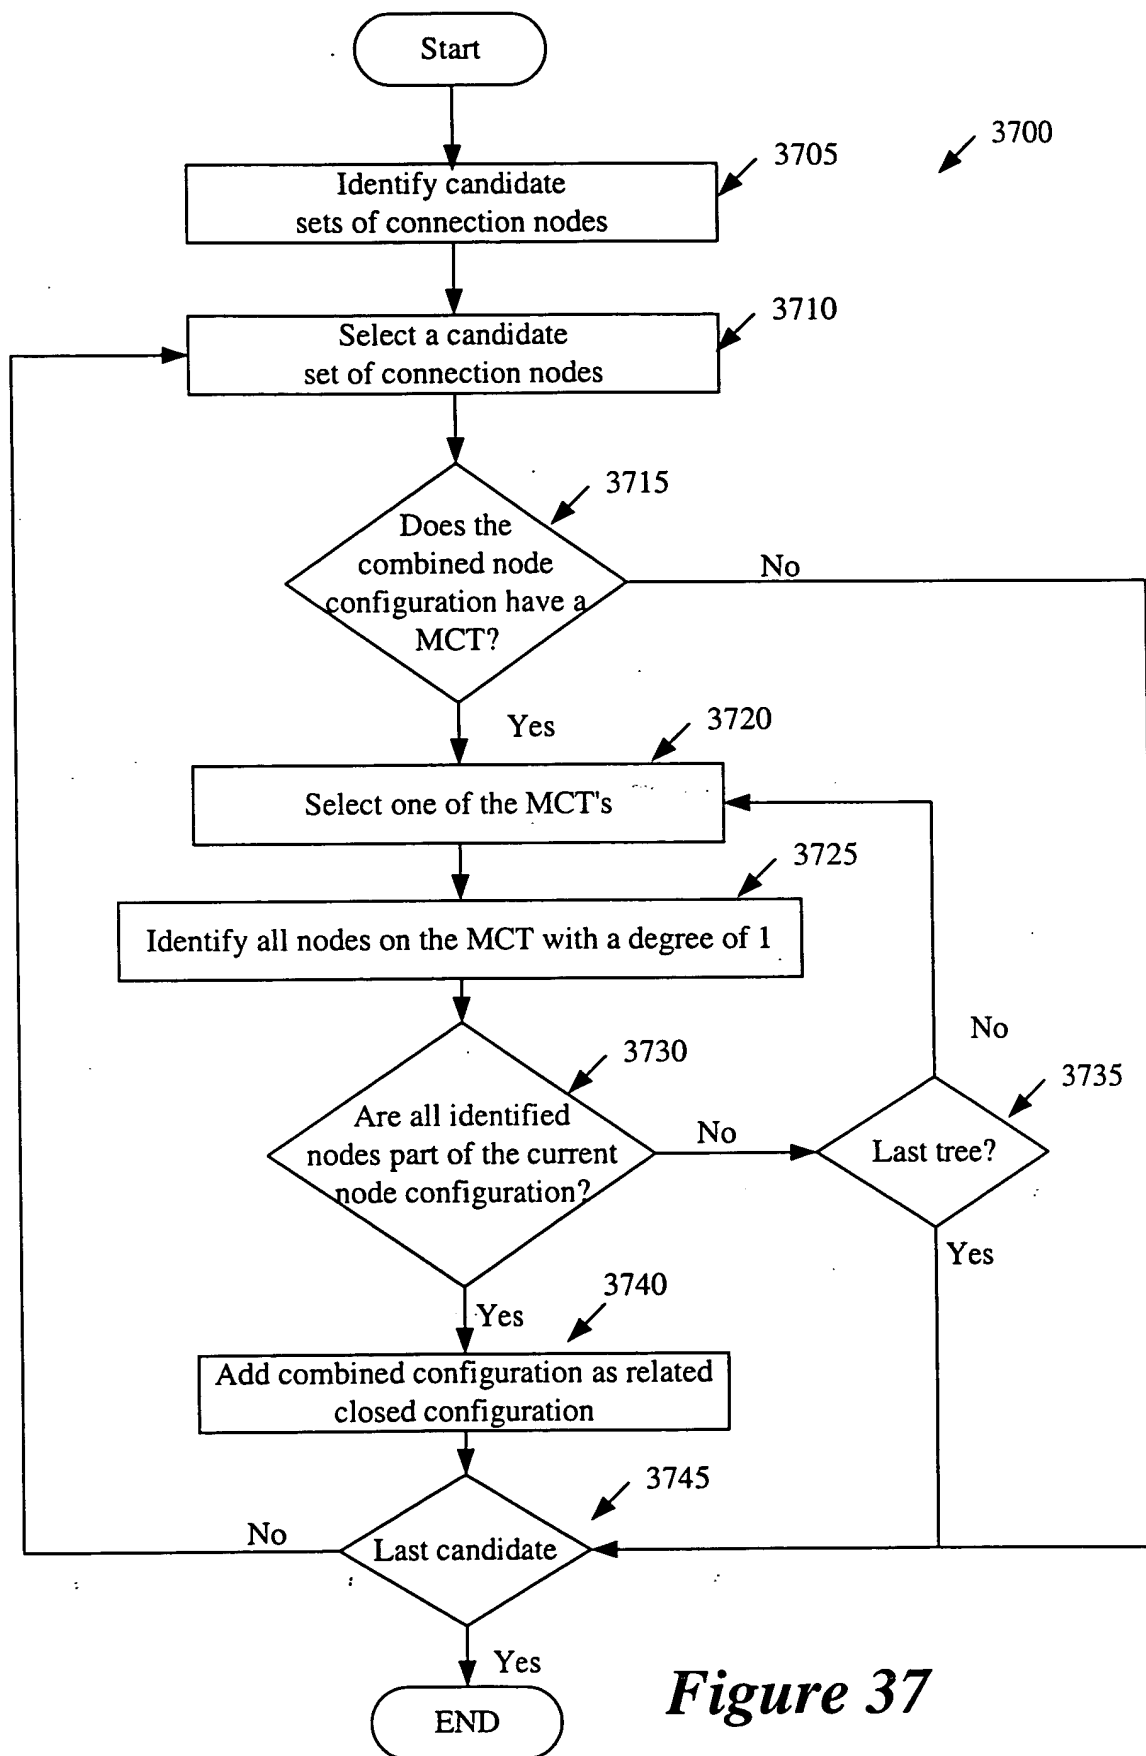 Start
3700
3705
Identify candidate
sets of connection nodes
3710
Select a candidate
set of connection nodes
3715
Does the
combined node
configuration have a
MCT?
No
Yes
3720
Select one of the MCT's
3725
Identify all nodes on the MCT with a degree of 1
3730
Are all identified
nodes part of the current
node configuration?
No
No
3735
Last tree?
Yes
Yes
3740
Add combined configuration as related
closed configuration
3745
Last candidate
No
Yes
END
Figure 37